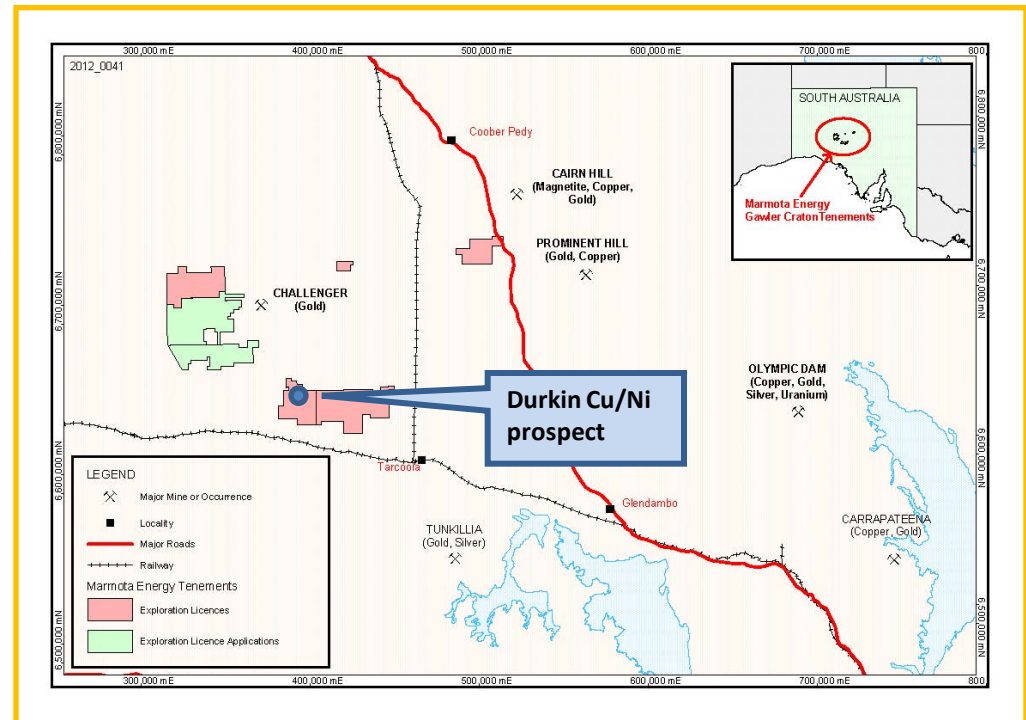 300,000 mE
400,000 mE
500,000 mE
600,000 mE
700,000 mE
800,
2012_0041
SOUTH AUSTRALIA
Marmota Energy
Gawler Craton Tenements
6,800,000 mN
6,800,000 mN
Coober Pedy
CAIRN HILL
(Magnetite, Copper,
Gold)
PROMINENT HILL
(Gold, Copper)
6,700,000 mN
6,700,000 mN
CHALLENGER
(Gold)
OLYMPIC DAM
(Copper, Gold,
Silver, Uranium)
Durkin Cu/Ni
prospect
6,600,000 mN
6,600,000 mN
Tarcoola
Glendambo
TUNKILLIA
(Gold, Silver)
CARRAPATEENA
(Copper, Gold)
LEGEND
Major Mine or Occurrence
Locality
Major Roads
Railway
Marmota Energy Tenements
Exploration Licences
Exploration Licence Applications
6,500,000 mN
6,500,000 mN
300,000 mE
400,000 mE
500,000 mE
600,000 mE
700,000 mE
800,